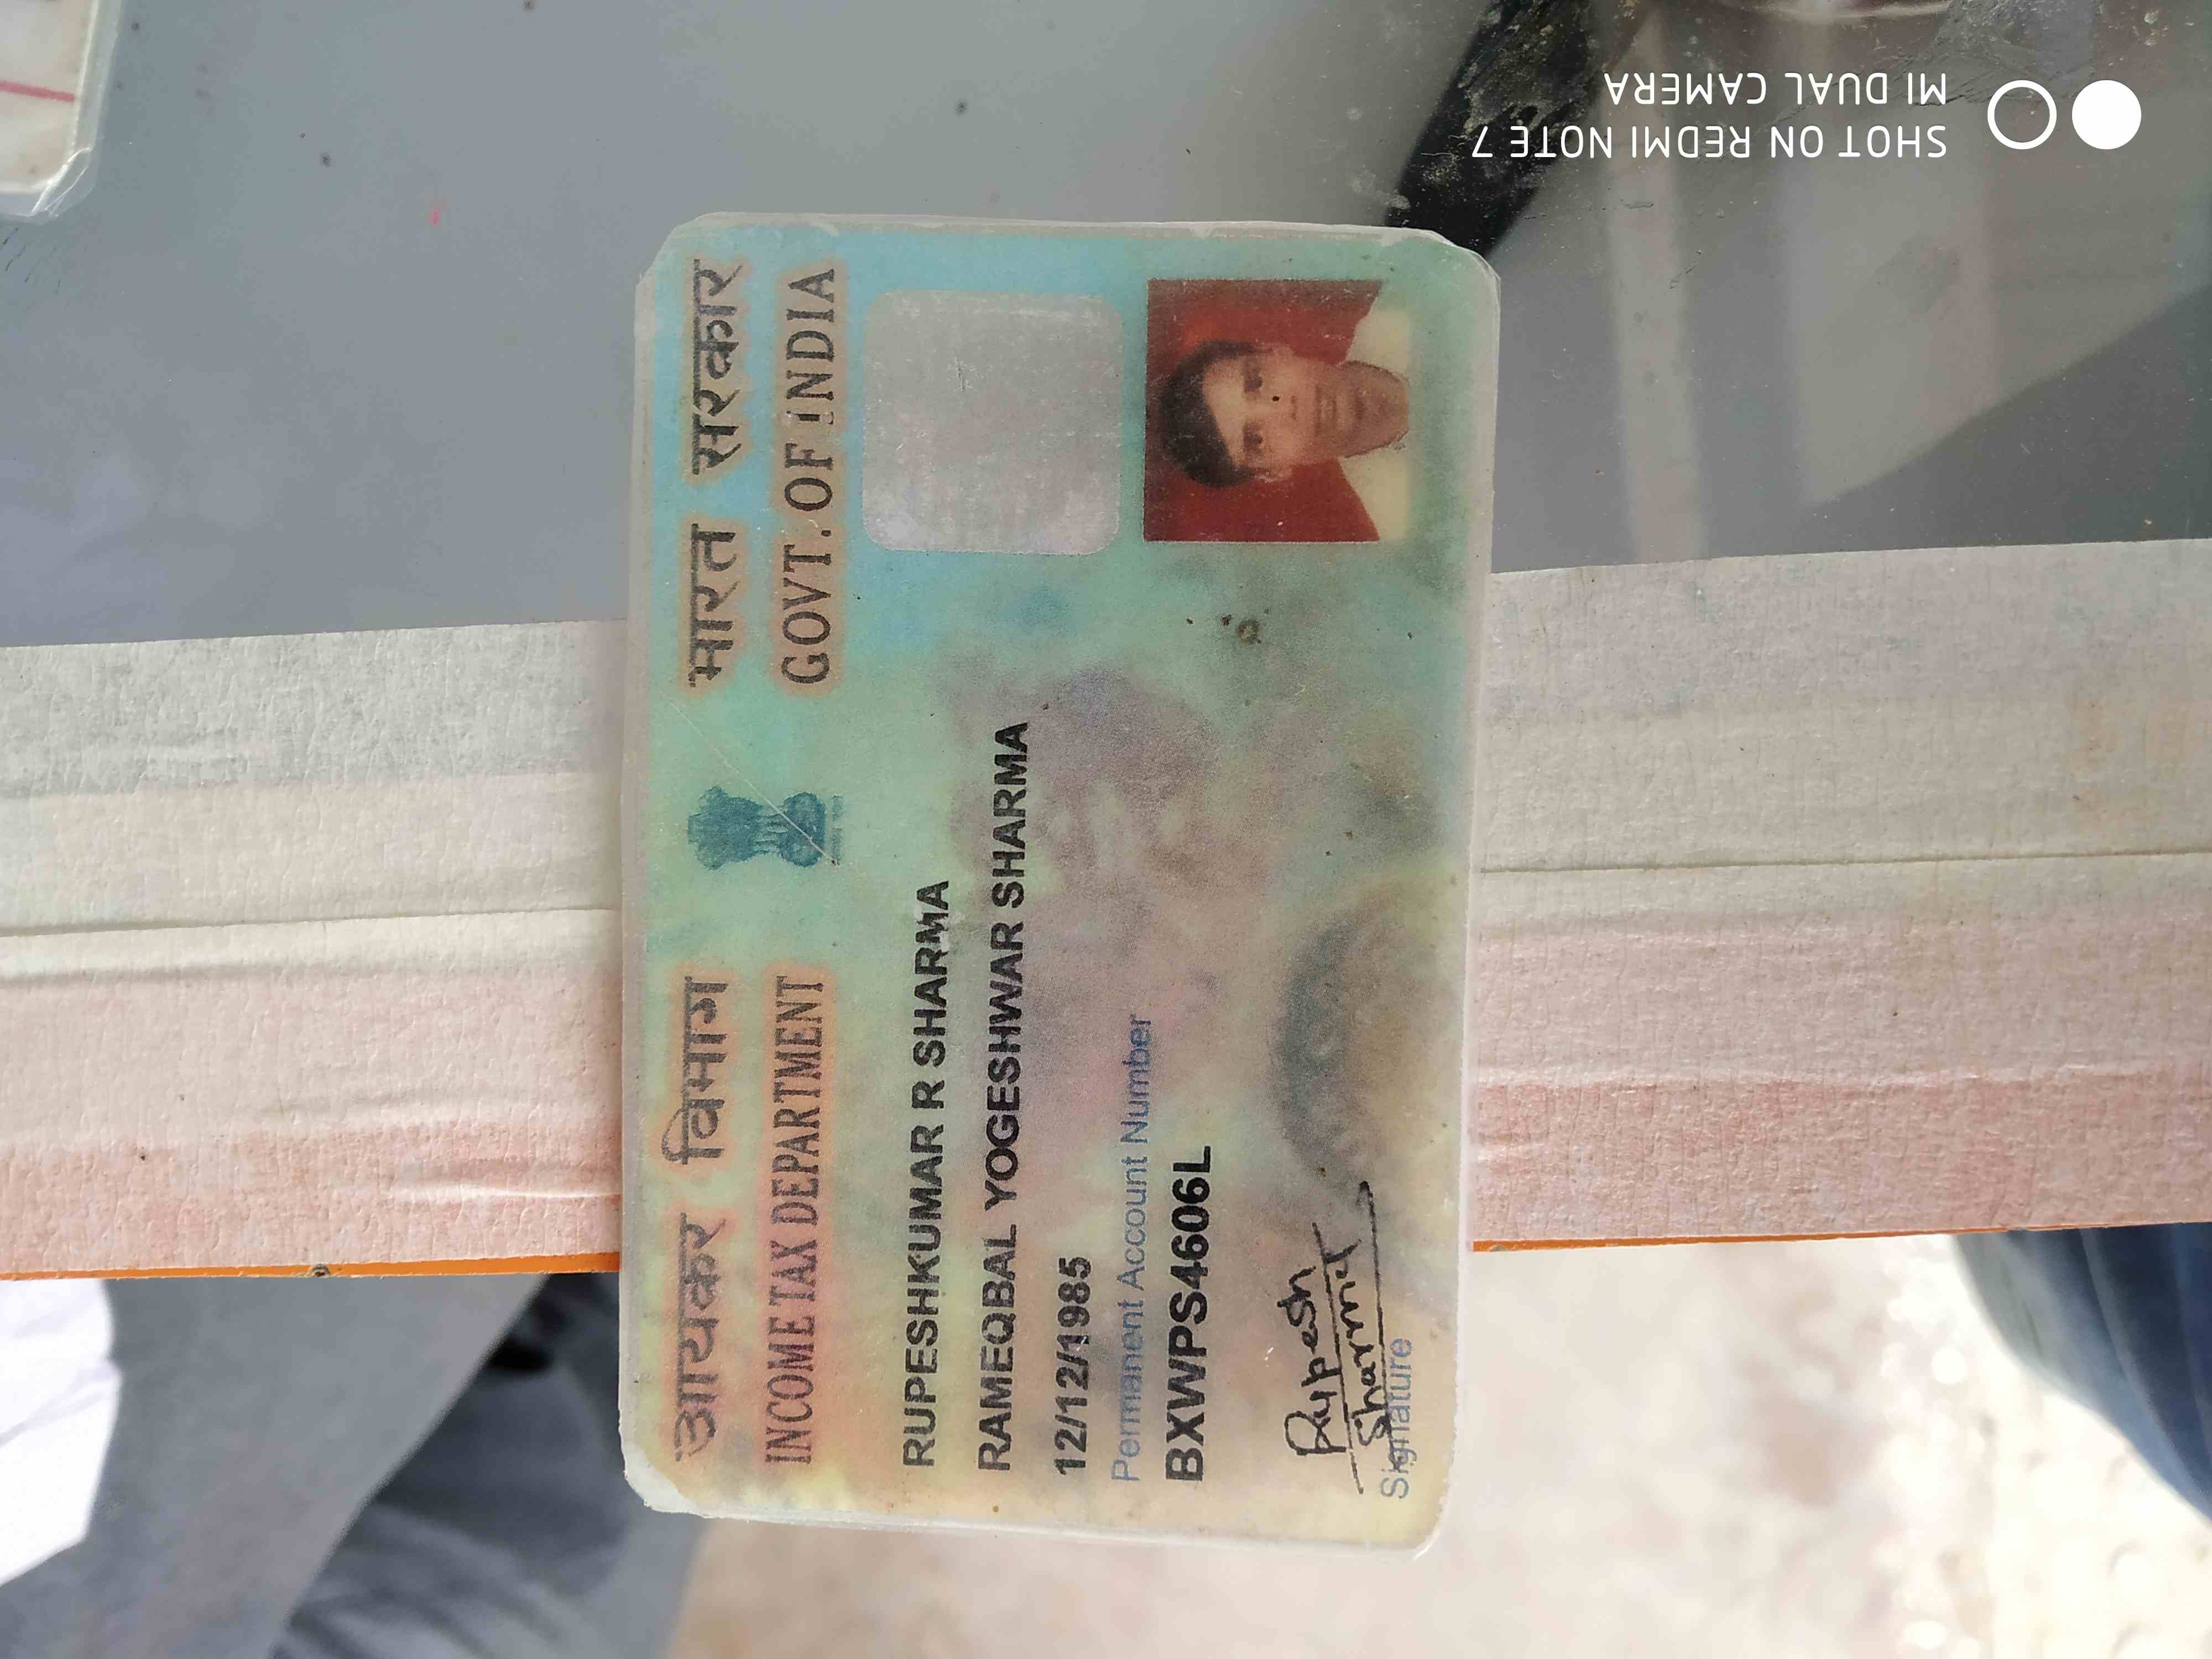 आयकर विभाग
INCOME TAX DEPARTMENT
भारत सरकार
GOVT. OF INDIA
RUPESHKUMAR R SHARMA
RAMEQBAL YOGESHWAR SHARMA
12/12/1985
Permanent Account Number
BXWPS4606L
Rupesh
Sharma
Signature
SHOT ON REDMI NOTE 7
MI DUAL CAMERA